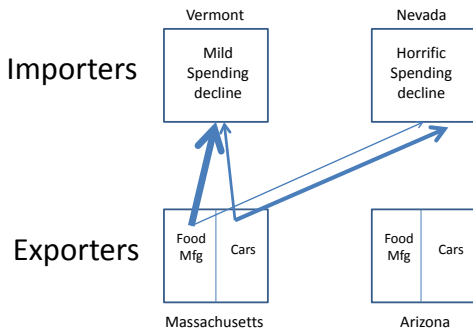 Vermont
Nevada
Importers
Mild
Spending
decline
Horrific
Spending
decline
Exporters
Food
Mfg
Cars
Food
Mfg
Cars
Massachusetts
Arizona